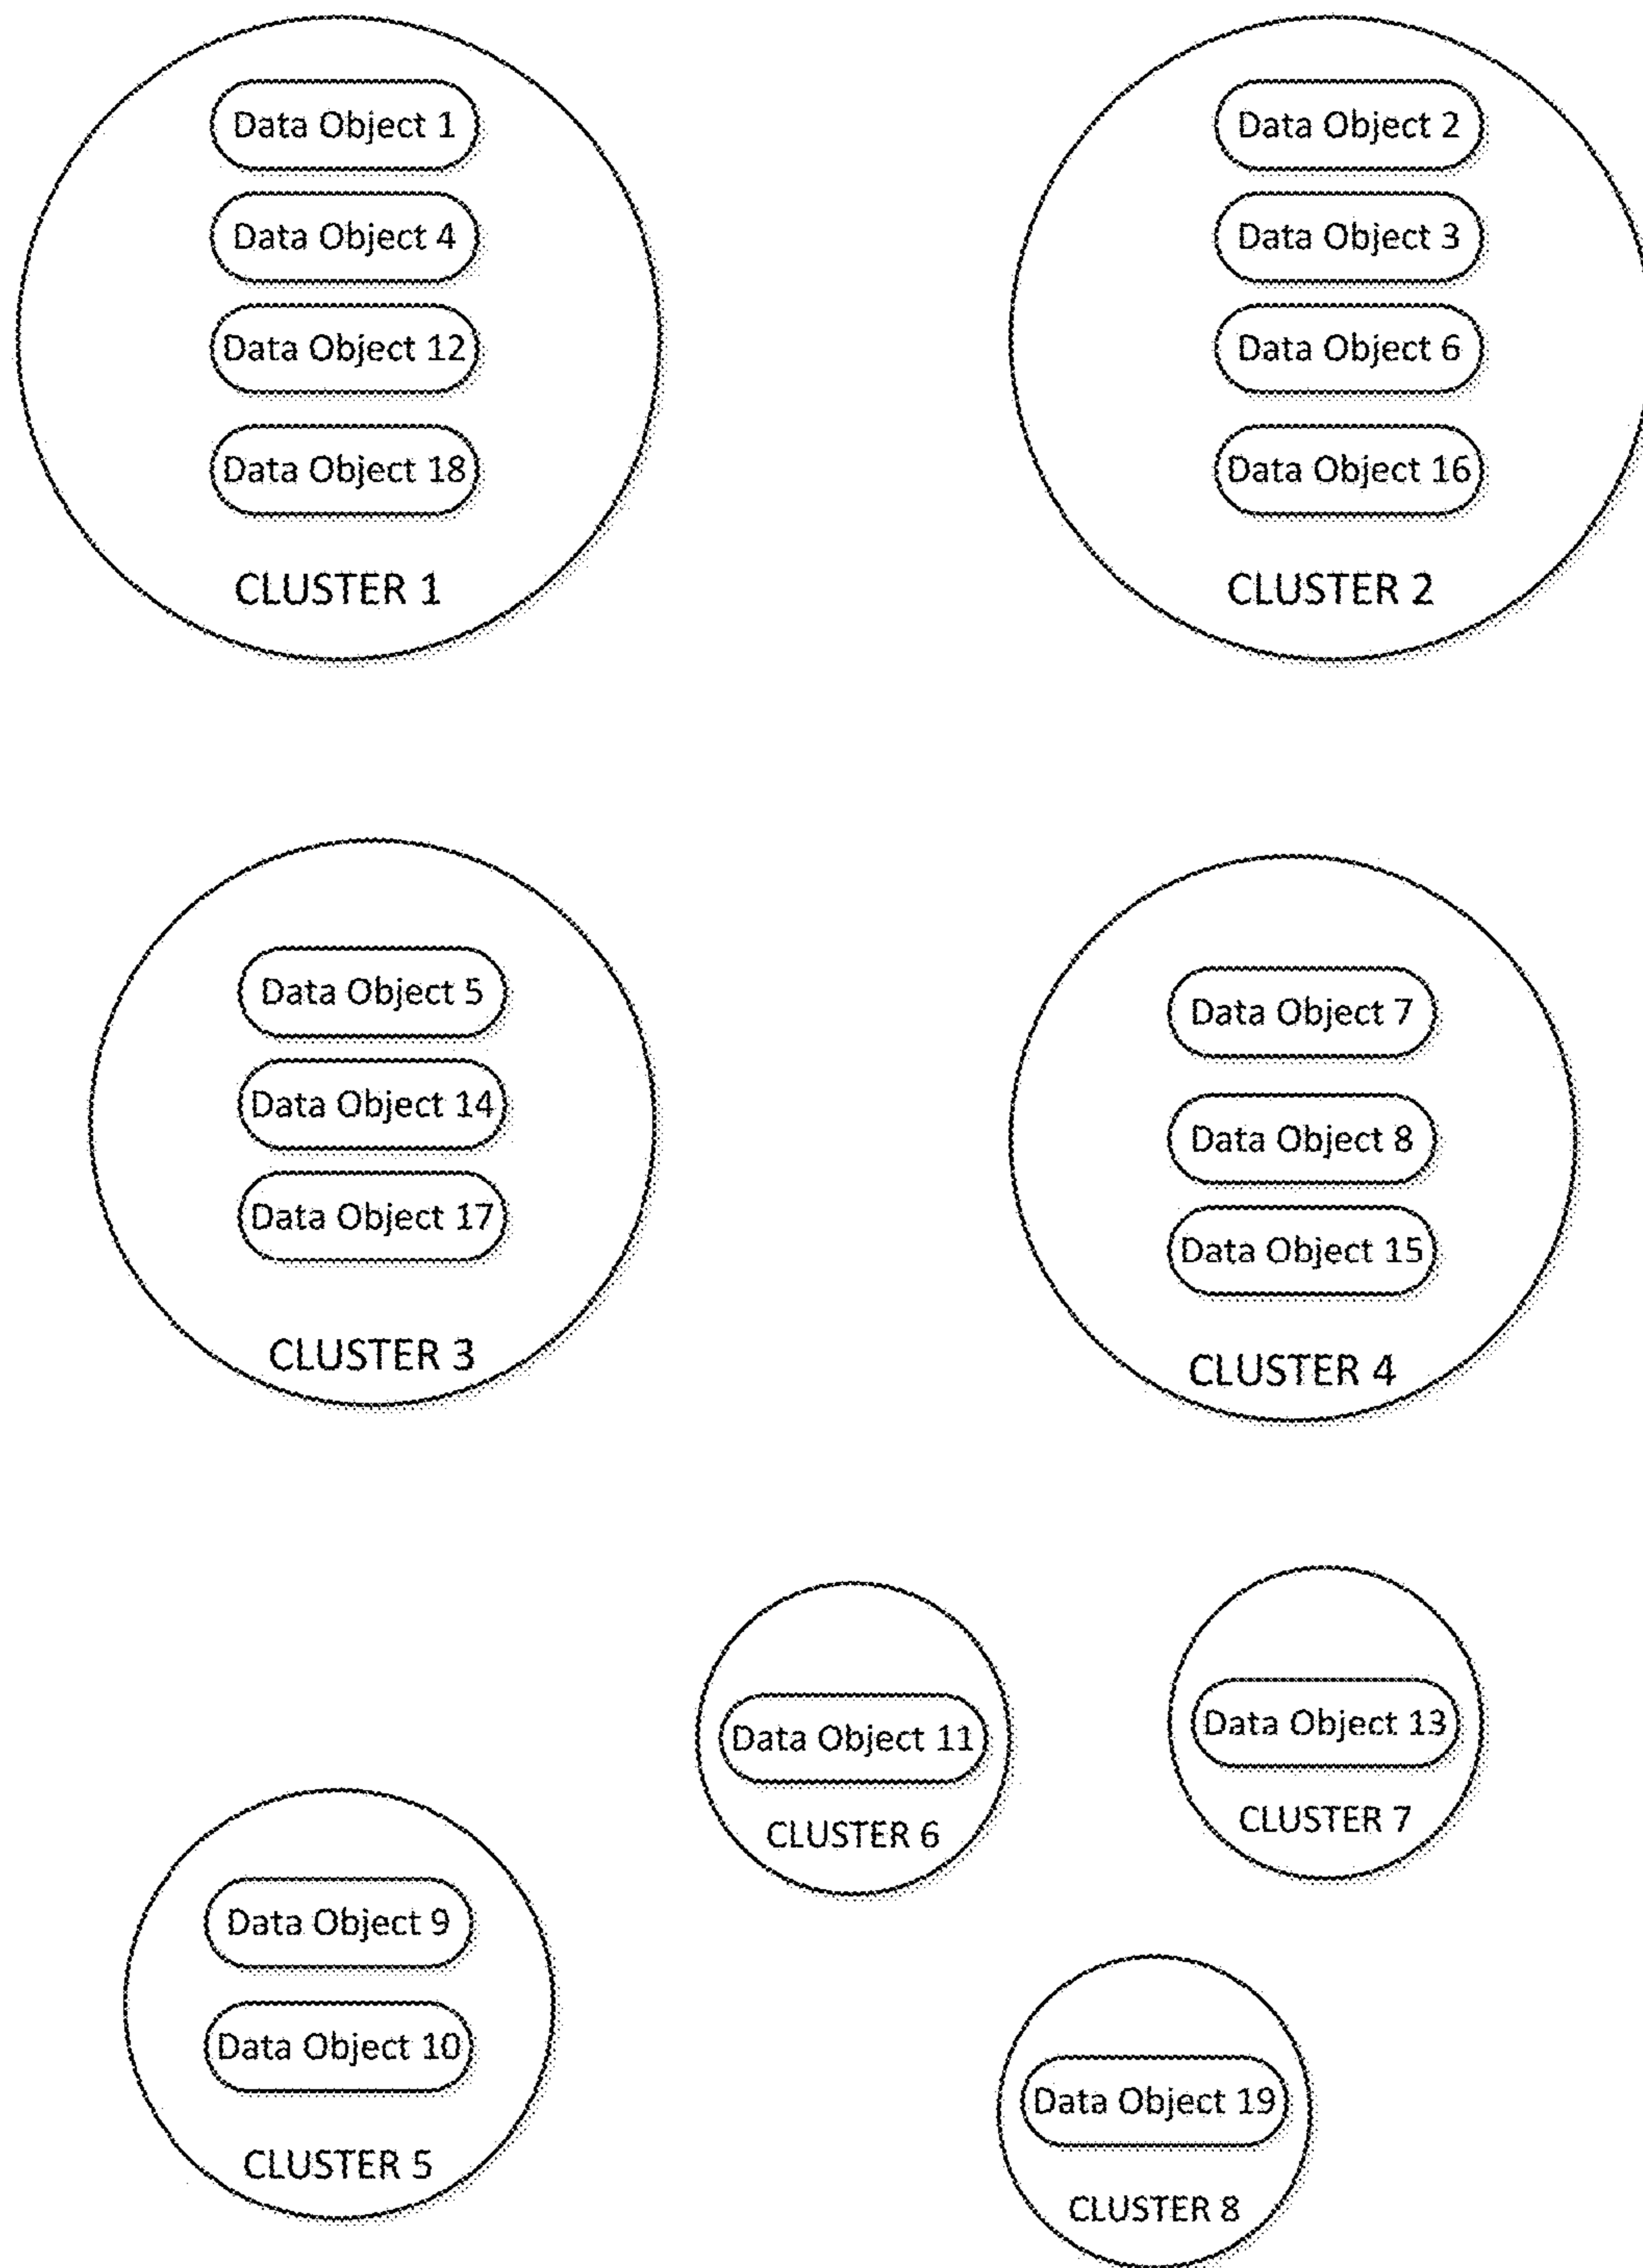 Data Object 1
Data Object 4
Data Object 12
Data Object 18
CLUSTER 1
Data Object 2
Data Object 3
Data Object 6
Data Object 16
CLUSTER 2
Data Object 5
Data Object 14
Data Object 17
CLUSTER 3
Data Object 7
Data Object 8
Data Object 15
CLUSTER 4
Data Object 9
Data Object 10
CLUSTER 5
Data Object 11
CLUSTER 6
Data Object 13
CLUSTER 7
Data Object 19
CLUSTER 8